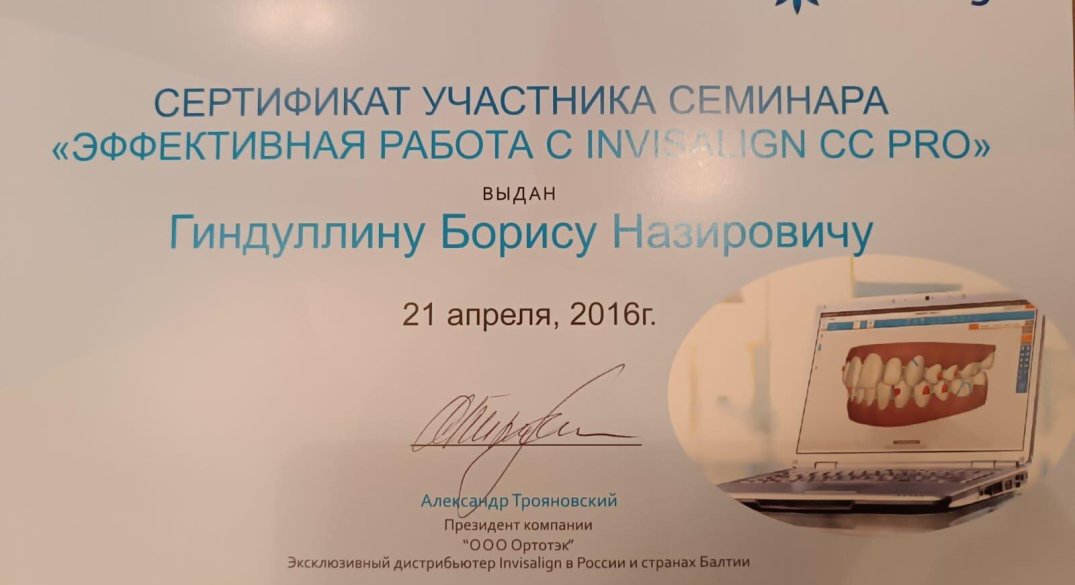 СЕРТИФИКАТ УЧАСТНИКА СЕМИНАРА
«ЭФФЕКТИВНАЯ РАБОТА С INVISALIGN CC PRO»
ВЫДАН
Гиндуллину Борису Назировичу
21 апреля, 2016г.
Александр Трояновский
Президент компании
"ООО Ортотэк"
Эксклюзивный дистрибьютер Invisalign в России и странах Балтии